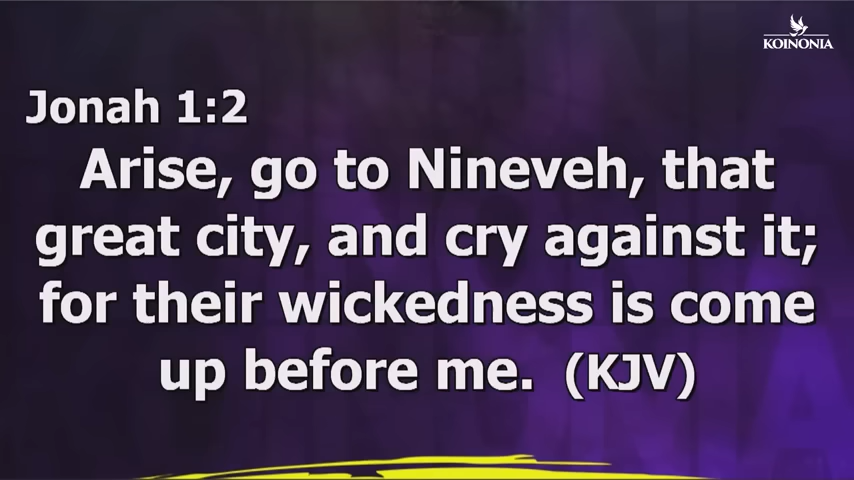 KOINONIA
Jonah 1:2
Arise, go to Nineveh, that
great city, and cry against it;
for their wickedness is come
up before me. (KJV)